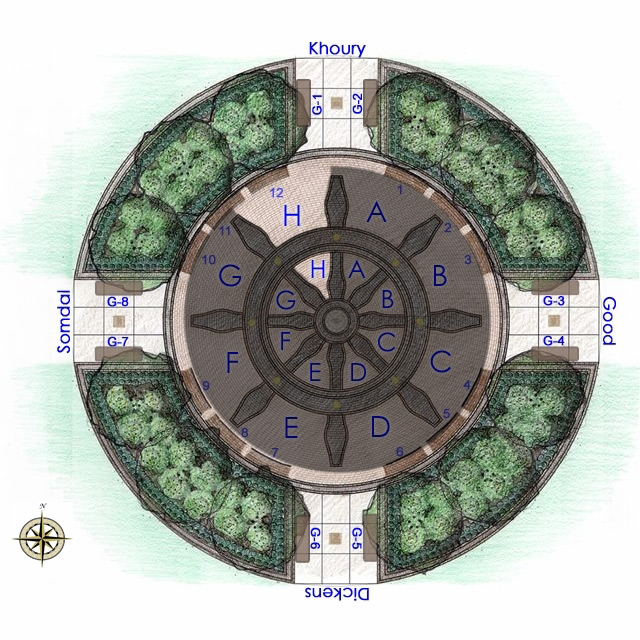 Khoury
G-1
G-2
12
1
H
A
11
2
10
3
G
H
A
B
G
B
Somdal
G-8
G-3
Good
G-7
G-4
F
F
C
C
E
D
9
4
5
E
D
8
7
6
G-6
G-5
Dickens
N